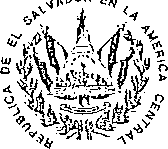 REPUBLICA DE EL SALVADOR EN LA AMERICA CENTRAL